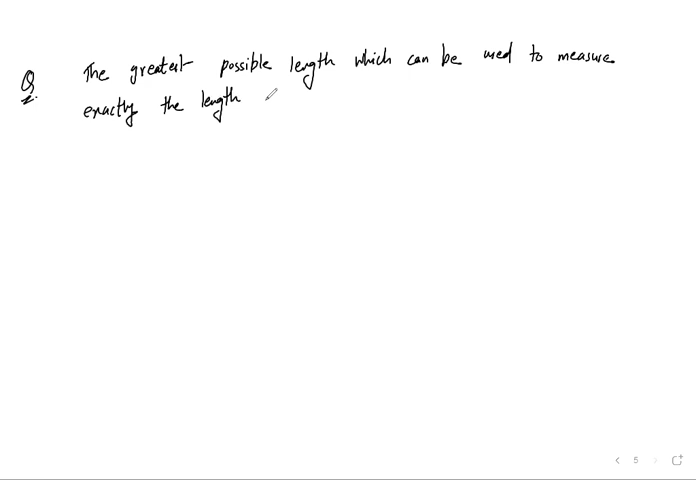 Q. The greatest possible length which can be used to measure
exactly the length
5